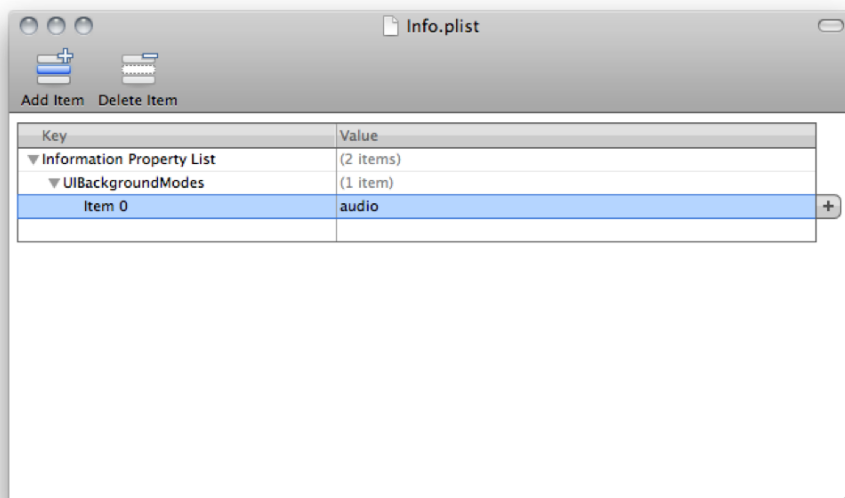 Info.plist
Add Item Delete Item
Key Value
Information Property List (2 items)
UIBackgroundModes (1 item)
Item 0 audio